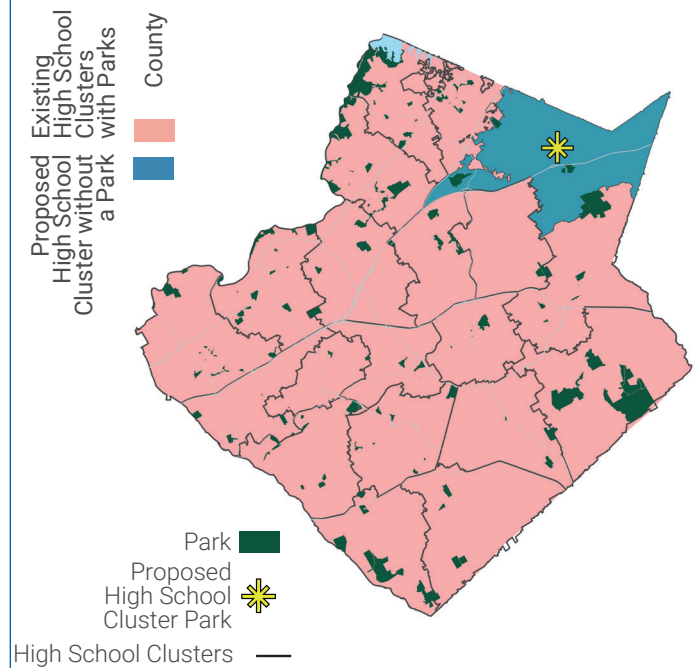 Existing
High School
Clusters
with Parks
County
Proposed
High School
Cluster without
a Park
Park
Proposed
High School
Cluster Park
High School Clusters